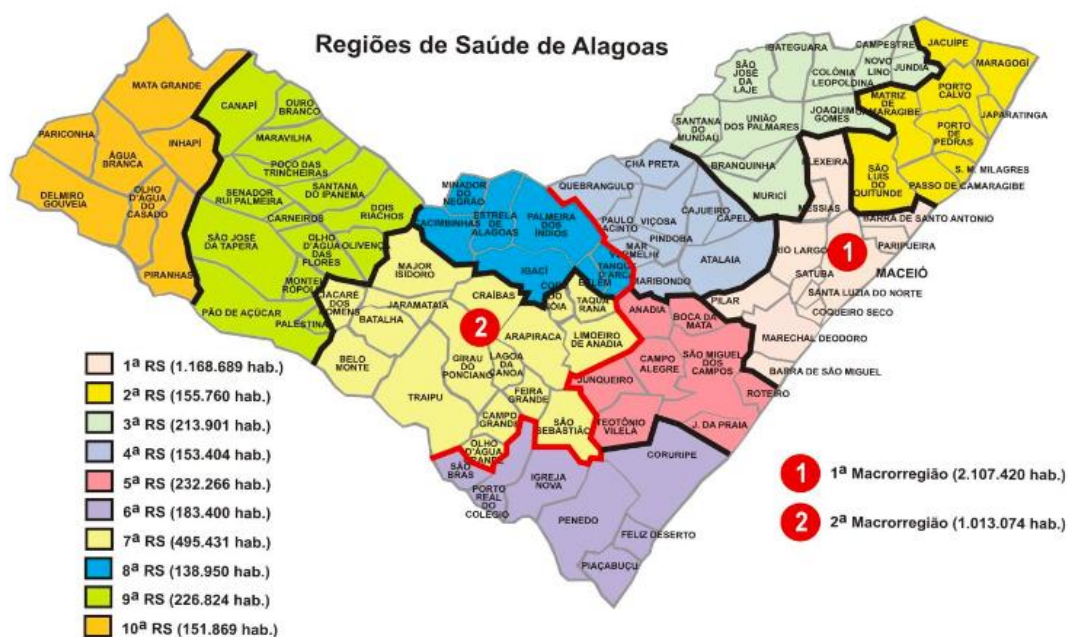 Regiões de Saúde de Alagoas
MATA GRANDE
PARICONHA
ÁGUA BRANCA
INHAPÍ
DELMIRO GOUVEIA
OLHO D'ÁGUA DO CASADO
PIRANHAS
CANAPÍ
OURO BRANCO
MARAVILHA
POÇO DAS TRINCHEIRAS
SENADOR RUI PALMEIRA
SANTANA DO IPANEMA
CARNEIROS
DOIS RIACHOS
SÃO JOSÉ DA TAPERA
OLHO D'ÁGUA DAS FLORES
OLIVENÇA
MONTEI RÓPOLI
PÃO DE AÇUCAR
PALESTINA
MINADOR DO NEGRÃO
CACIMBINHAS
ESTRELA DE ALAGOAS
PALMEIRA DOS ÍNDIOS
IGACÍ
BELÉM
TANQUE D'ARCA
MAJOR ISIDORO
JACARÉ DOS HOMENS
JARAMATAIA
BATALHA
CRAÍBAS
TAQUA RANA
BELO MONTE
GIRAU DO PONCIANO
LAGOA DA CANOA
ARAPIRACA
LIMOEIRO DE ANADIA
TRAIPU
FEIRA GRANDE
CAMPO GRANDE
SÃO SEBASTIÃO
OLHO D'ÁGUA GRANDE
2
QUEBRANGULO
CHÃ PRETA
PAULO JACINTO
VIÇOSA
CAJUEIRO
CAPELA
MAR VERMELHO
PINDOBA
MARIBONDO
ATALAIA
IBATEGUARA
CAMPESTRE
SÃO JOSÉ DA LAJE
COLÔNIA LEOPOLDINA
NOVO LINO
JUNDIÁ
SANTANA DO MUNDAÚ
UNIÃO DOS PALMARES
JOAQUIM GOMES
BRANQUINHA
MURICÍ
JACUÍPE
MARAGOGÍ
PORTO CALVO
MATRIZ DE CAMARAGIBE
JAPARATINGA
PORTO DE PEDRAS
SÃO LUIS DO QUITUNDE
S. M. MILAGRES
PASSO DE CAMARAGIBE
FLEXEIRAS
MESSIAS
BARRA DE SANTO ANTONIO
RIO LARGO
1
PARIPUEIRA
SATUBA
MACEIÓ
SANTA LUZIA DO NORTE
PILAR
COQUEIRO SECO
MARECHAL DEODORO
BARRA DE SÃO MIGUEL
ANADIA
BOCA DA MATA
CAMPO ALEGRE
SÃO MIGUEL DOS CAMPOS
JUNQUEIRO
ROTEIRO
TEOTÔNIO VILELA
J. DA PRAIA
CORURIPE
SÃO BRAS
IGREJA NOVA
PORTO REAL DO COLÉGIO
PENEDO
FELIZ DESERTO
PIAÇABUÇU
1ª RS (1.168.689 hab.)
2ª RS (155.760 hab.)
3ª RS (213.901 hab.)
4ª RS (153.404 hab.)
5ª RS (232.266 hab.)
6ª RS (183.400 hab.)
7ª RS (495.431 hab.)
8ª RS (138.950 hab.)
9ª RS (226.824 hab.)
10ª RS (151.869 hab.)
1 1ª Macrorregião (2.107.420 hab.)
2 2ª Macrorregião (1.013.074 hab.)